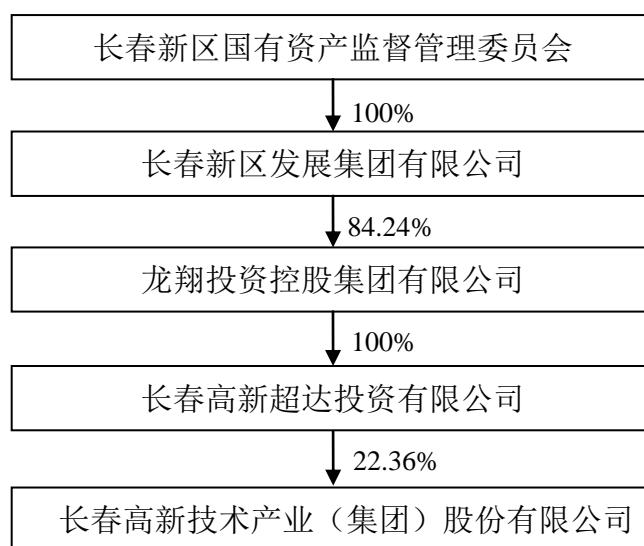 长春新区国有资产监督管理委员会
100%
长春新区发展集团有限公司
84.24%
龙翔投资控股集团有限公司
100%
长春高新超达投资有限公司
22.36%
长春高新技术产业（集团）股份有限公司